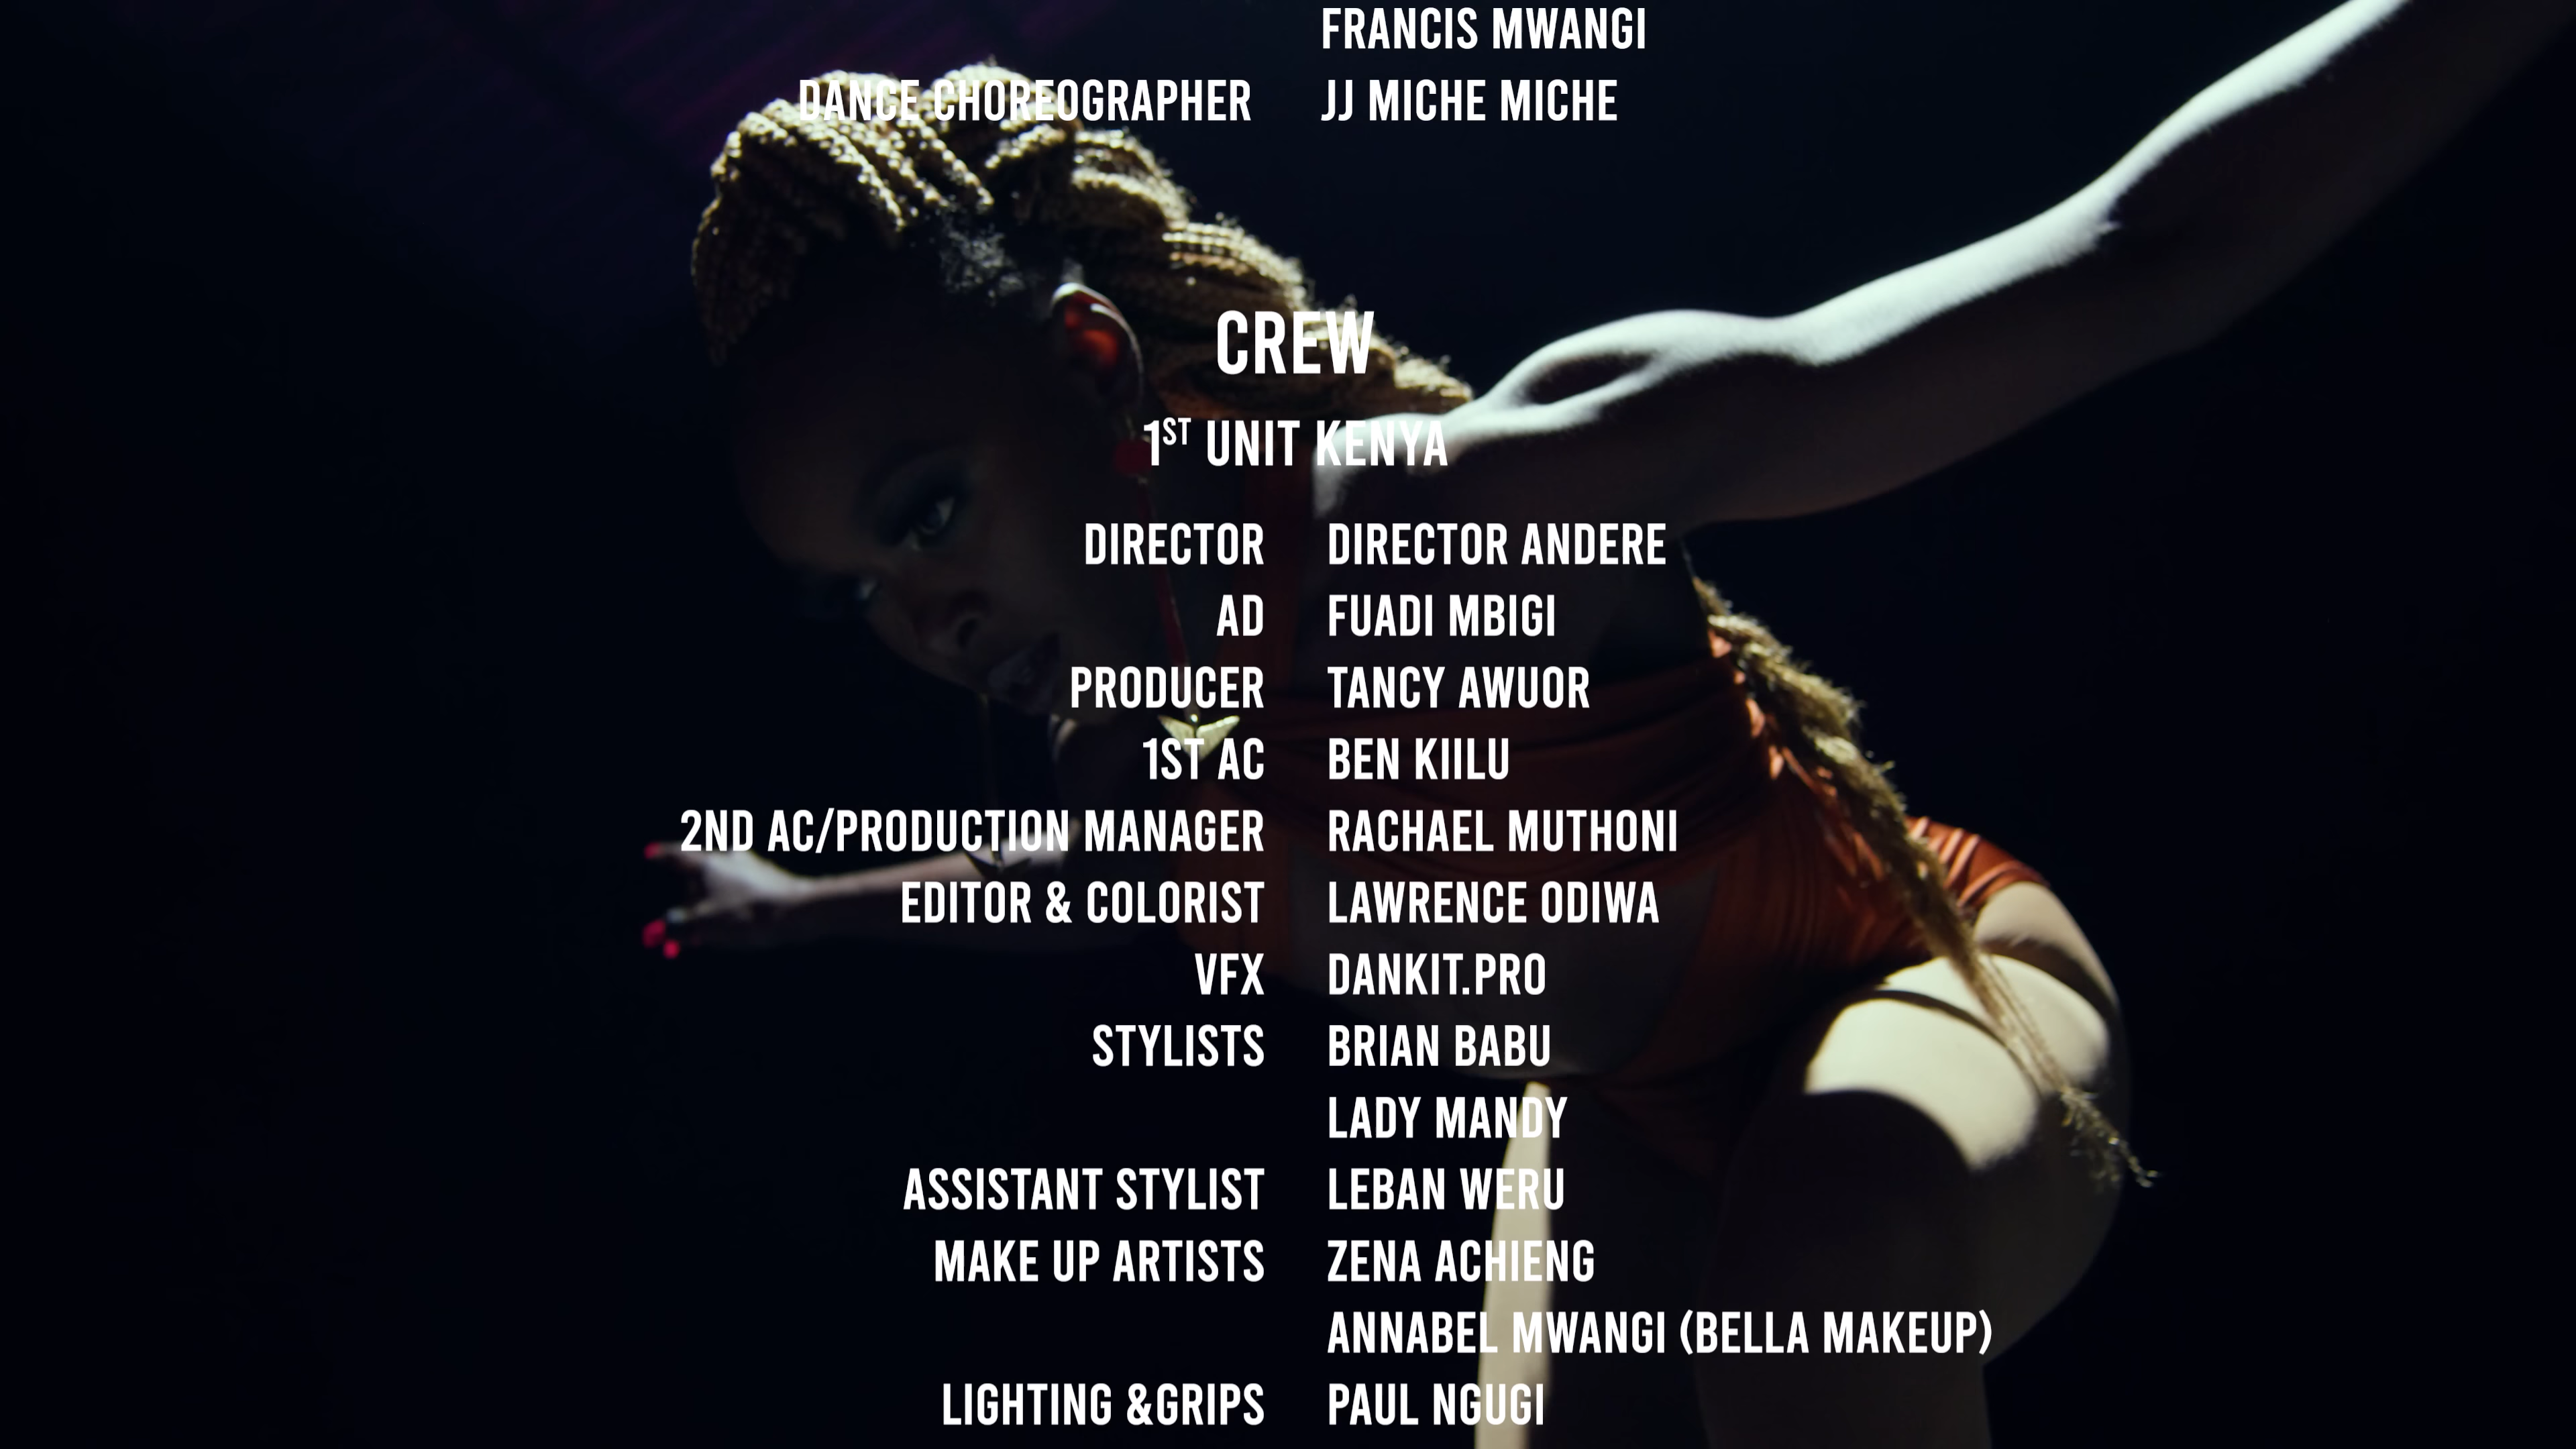 FRANCIS MWANGI
DANCE CHOREOGRAPHER JJ MICHE MICHE
CREW
1ST UNIT KENYA
DIRECTOR DIRECTOR ANDERE
AD FUADI MBIGI
PRODUCER TANCY AWUOR
1ST AC BEN KIILU
2ND AC/PRODUCTION MANAGER RACHAEL MUTHONI
EDITOR & COLORIST LAWRENCE ODIWA
VFX DANKIT.PRO
STYLISTS BRIAN BABU
LADY MANDY
ASSISTANT STYLIST LEBAN WERU
MAKE UP ARTISTS ZENA ACHIENG
ANNABEL MWANGI (BELLA MAKEUP)
LIGHTING &GRIPS PAUL NGUGI